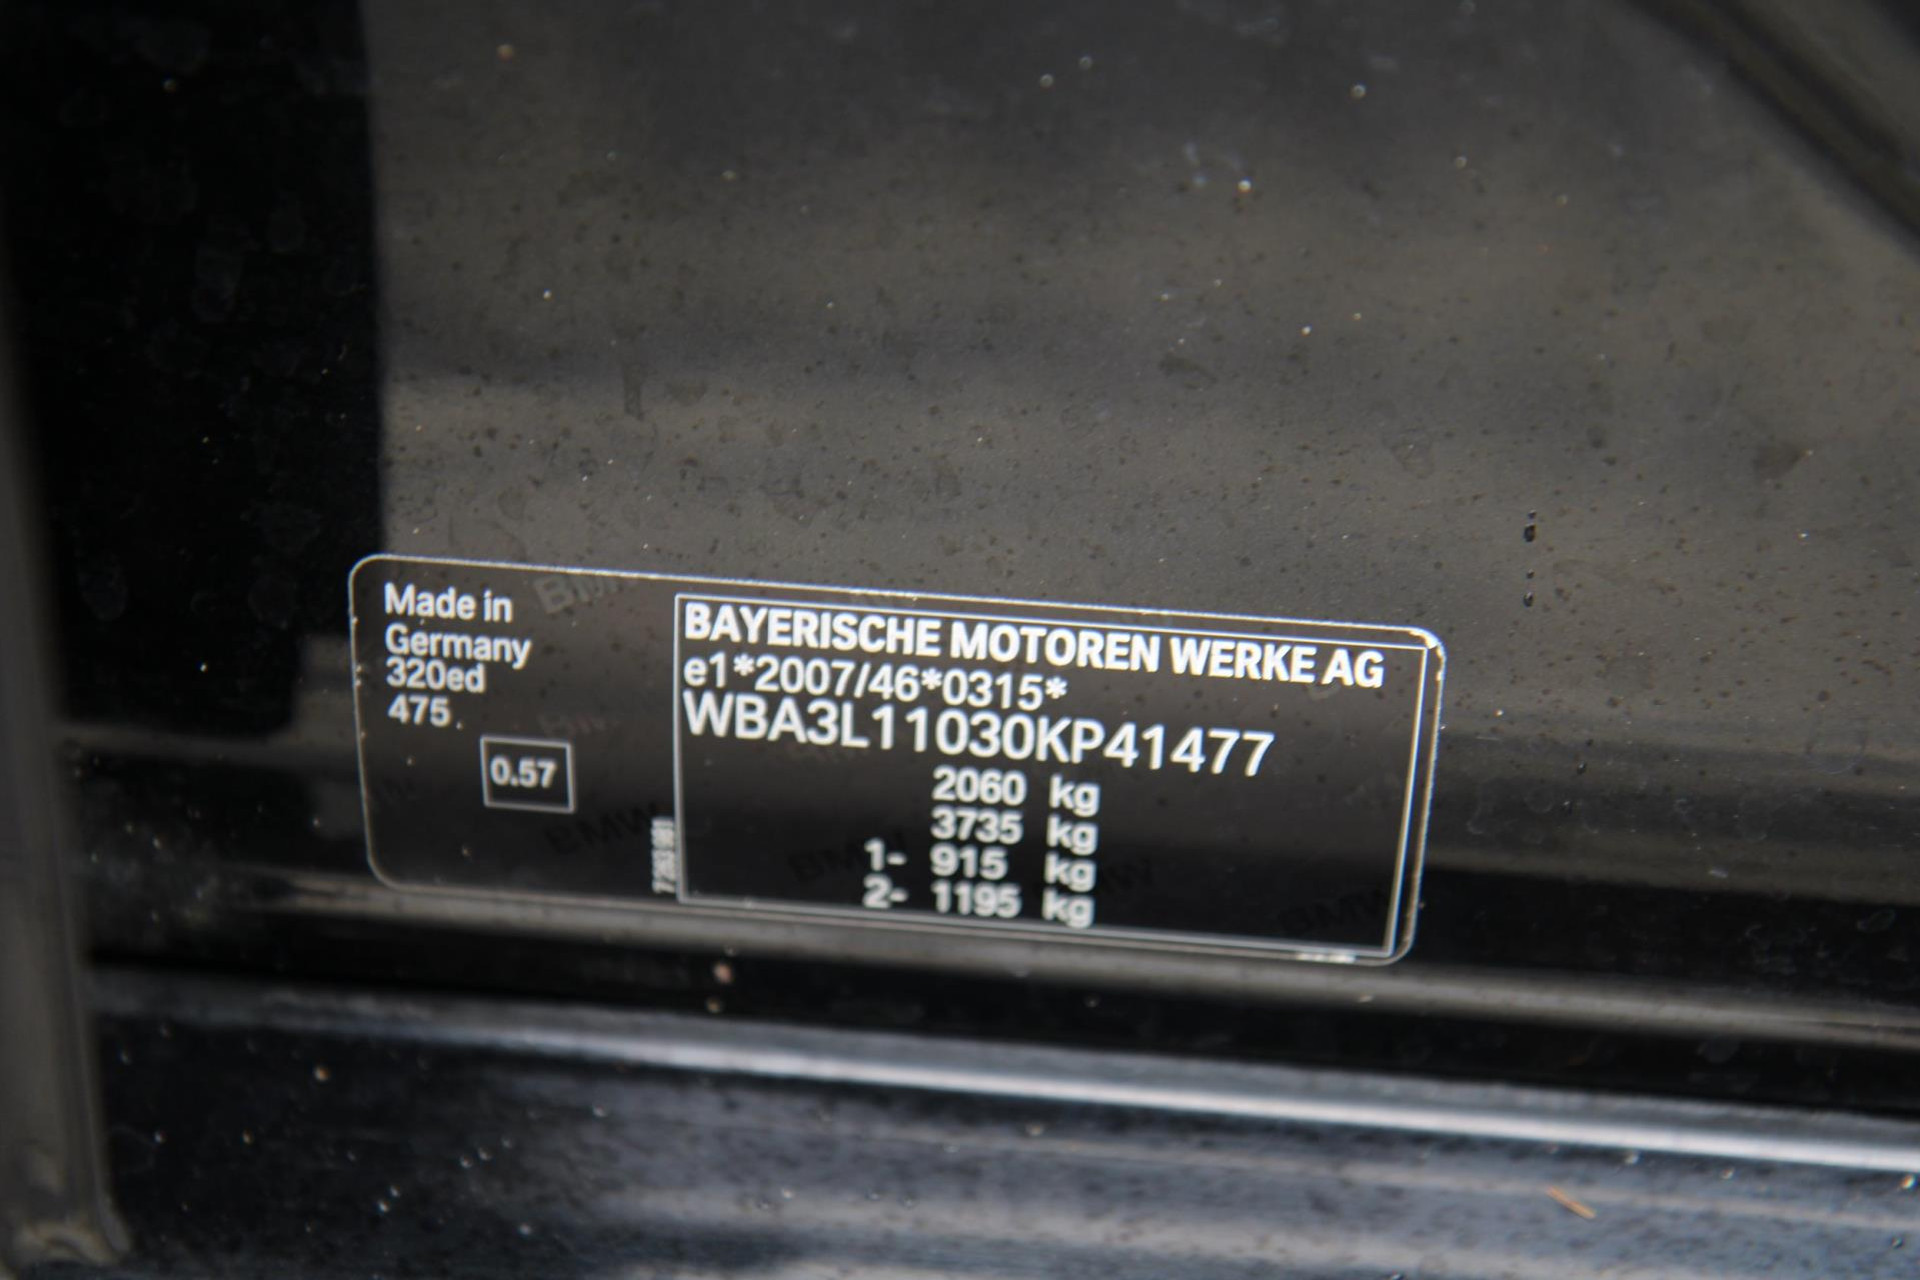 Made in
Germany
320ed
475
0.57
BAYERISCHE MOTOREN WERKE AG
e1*2007/46*0315*
WBA3L11030KP41477
2060 kg
3735 kg
1- 915 kg
2- 1195 kg